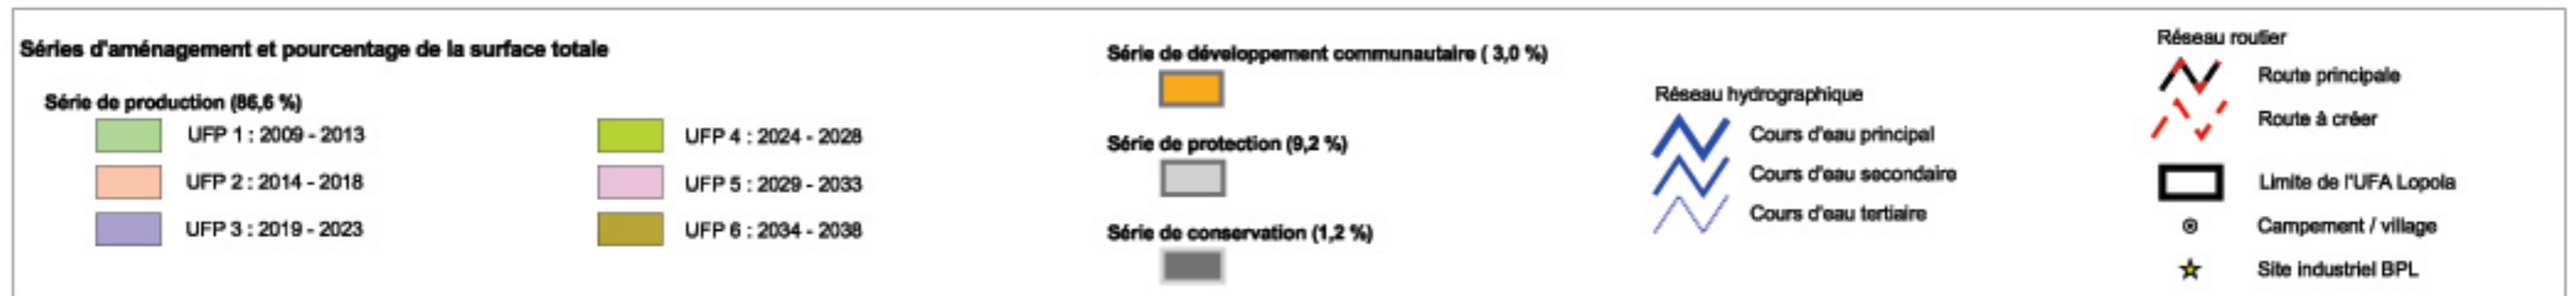 Séries d'aménagement et pourcentage de la surface totale
Série de production (86,6 %)
UFP 1 : 2009 - 2013
UFP 2 : 2014 - 2018
UFP 3 : 2019 - 2023
UFP 4 : 2024 - 2028
UFP 5 : 2029 - 2033
UFP 6 : 2034 - 2038
Série de développement communautaire ( 3,0 %)
Série de protection (9,2 %)
Série de conservation (1,2 %)
Réseau hydrographique
Cours d'eau principal
Cours d'eau secondaire
Cours d'eau tertiaire
Réseau routier
Route principale
Route à créer
Limite de l'UFA Lopola
Campement / village
Site industriel BPL